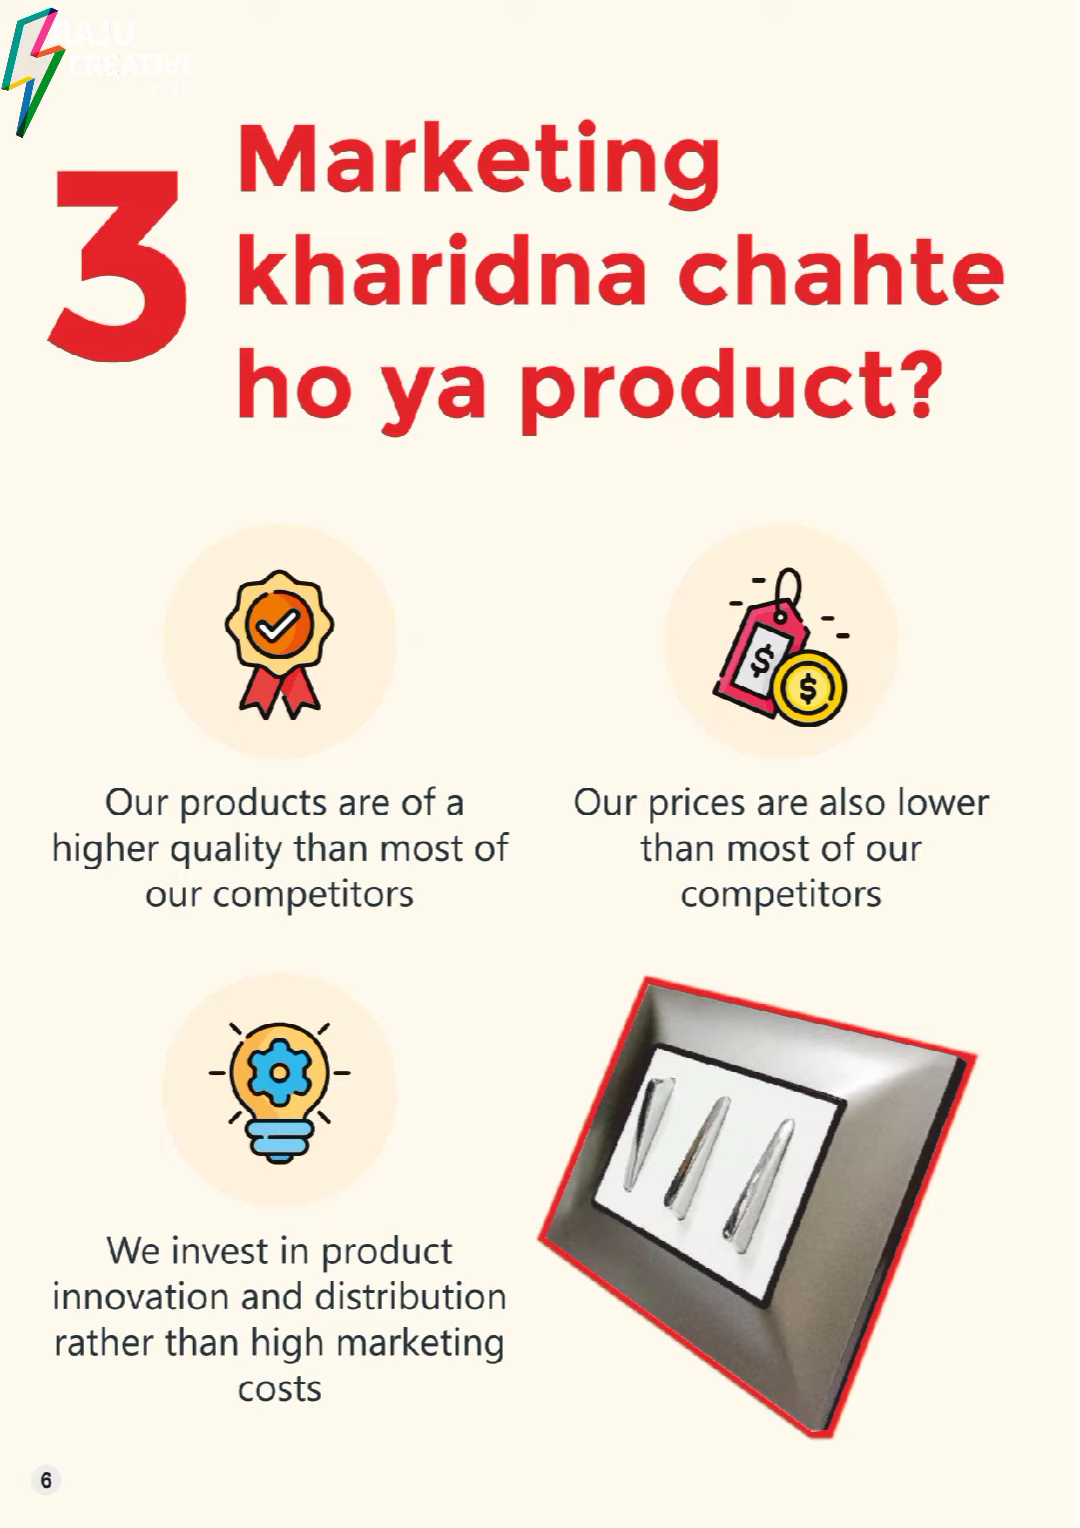 RAJU
CREATIVE
3
Marketing
kharidna chahte
ho ya product?
$
$
Our products are of a
higher quality than most of
our competitors
Our prices are also lower
than most of our
competitors
We invest in product
innovation and distribution
rather than high marketing
costs
6